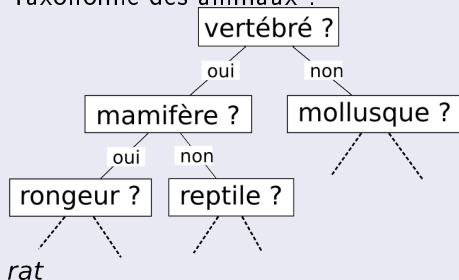 Taxonomie des animaux :
vertébré ?
oui non
mamifère ? mollusque ?
oui non
rongeur ? reptile ?
rat